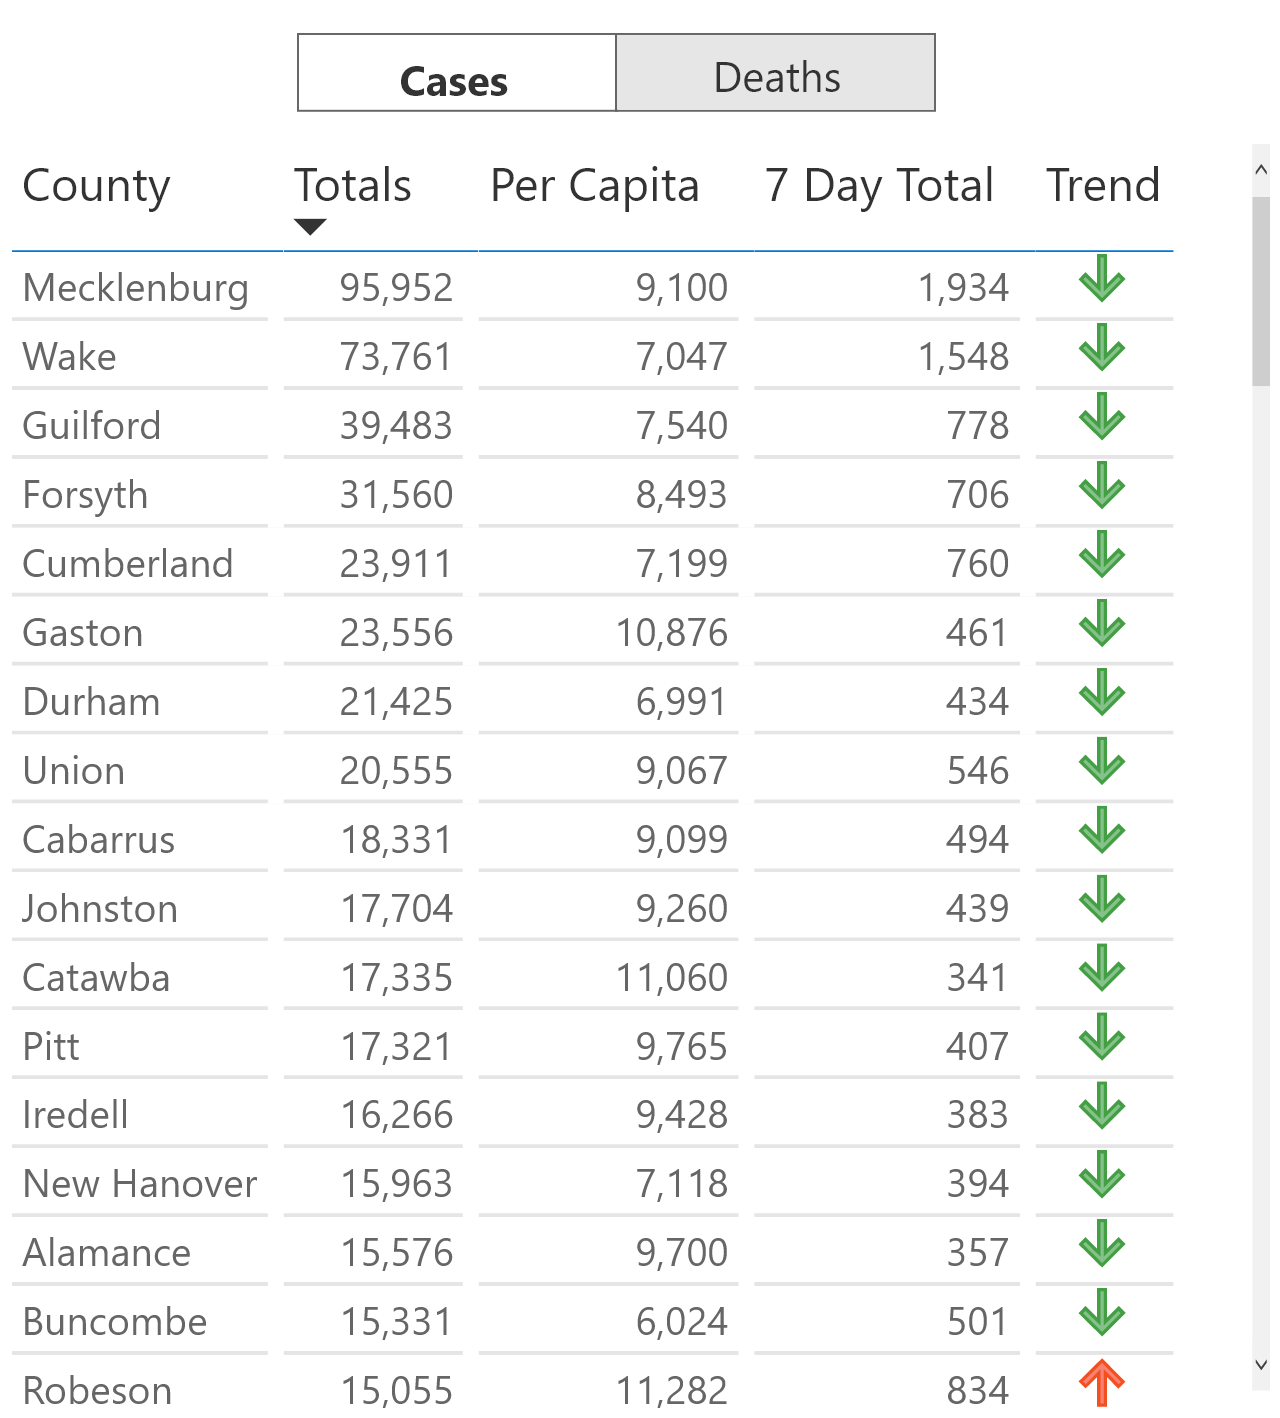 Cases Deaths
County Totals Per Capita 7 Day Total Trend
Mecklenburg 95,952 9,100 1,934
Wake 73,761 7,047 1,548
Guilford 39,483 7,540 778
Forsyth 31,560 8,493 706
Cumberland 23,911 7,199 760
Gaston 23,556 10,876 461
Durham 21,425 6,991 434
Union 20,555 9,067 546
Cabarrus 18,331 9,099 494
Johnston 17,704 9,260 439
Catawba 17,335 11,060 341
Pitt 17,321 9,765 407
Iredell 16,266 9,428 383
New Hanover 15,963 7,118 394
Alamance 15,576 9,700 357
Buncombe 15,331 6,024 501
Robeson 15,055 11,282 834